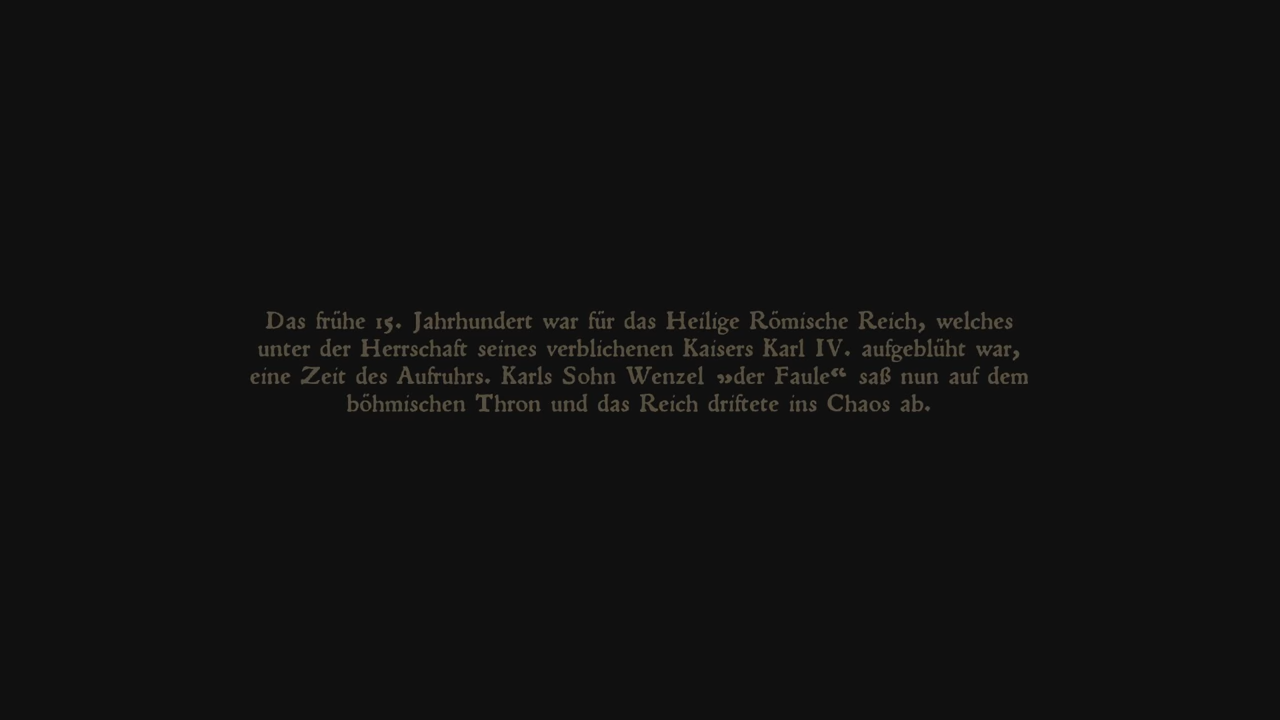 Das frühe 15. Jahrhundert war für das Heilige Römische Reich, welches
unter der Herrschaft seines verblichenen Kaisers Karl IV. aufgeblüht war,
eine Zeit des Aufruhrs. Karls Sohn Wenzel „der Faule“ saß nun auf dem
böhmischen Thron und das Reich driftete ins Chaos ab.